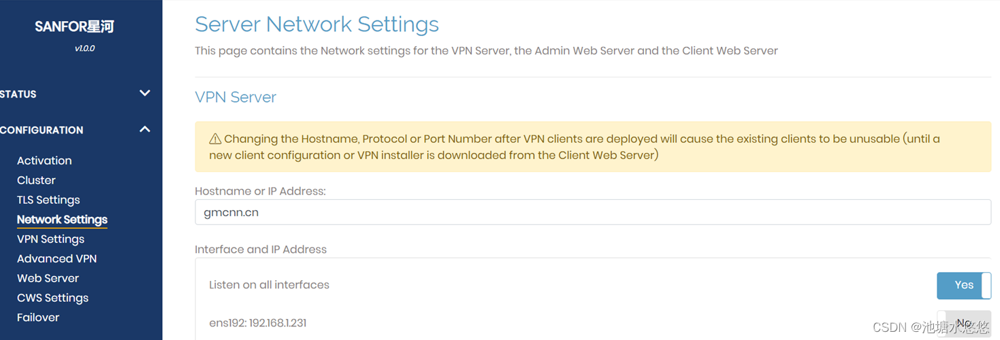 SANFOR星河
v1.0.0
STATUS
CONFIGURATION
Activation
Cluster
TLS Settings
Network Settings
VPN Settings
Advanced VPN
Web Server
CWS Settings
Failover
Server Network Settings
This page contains the Network settings for the VPN Server, the Admin Web Server and the Client Web Server
VPN Server
Changing the Hostname, Protocol or Port Number after VPN clients are deployed will cause the existing clients to be unusable (until a
new client configuration or VPN installer is downloaded from the Client Web Server)
Hostname or IP Address:
gmcnn.cn
Interface and IP Address
Listen on all interfaces
Yes
ens192: 192.168.1.231
No
CSDN @池塘水悠悠